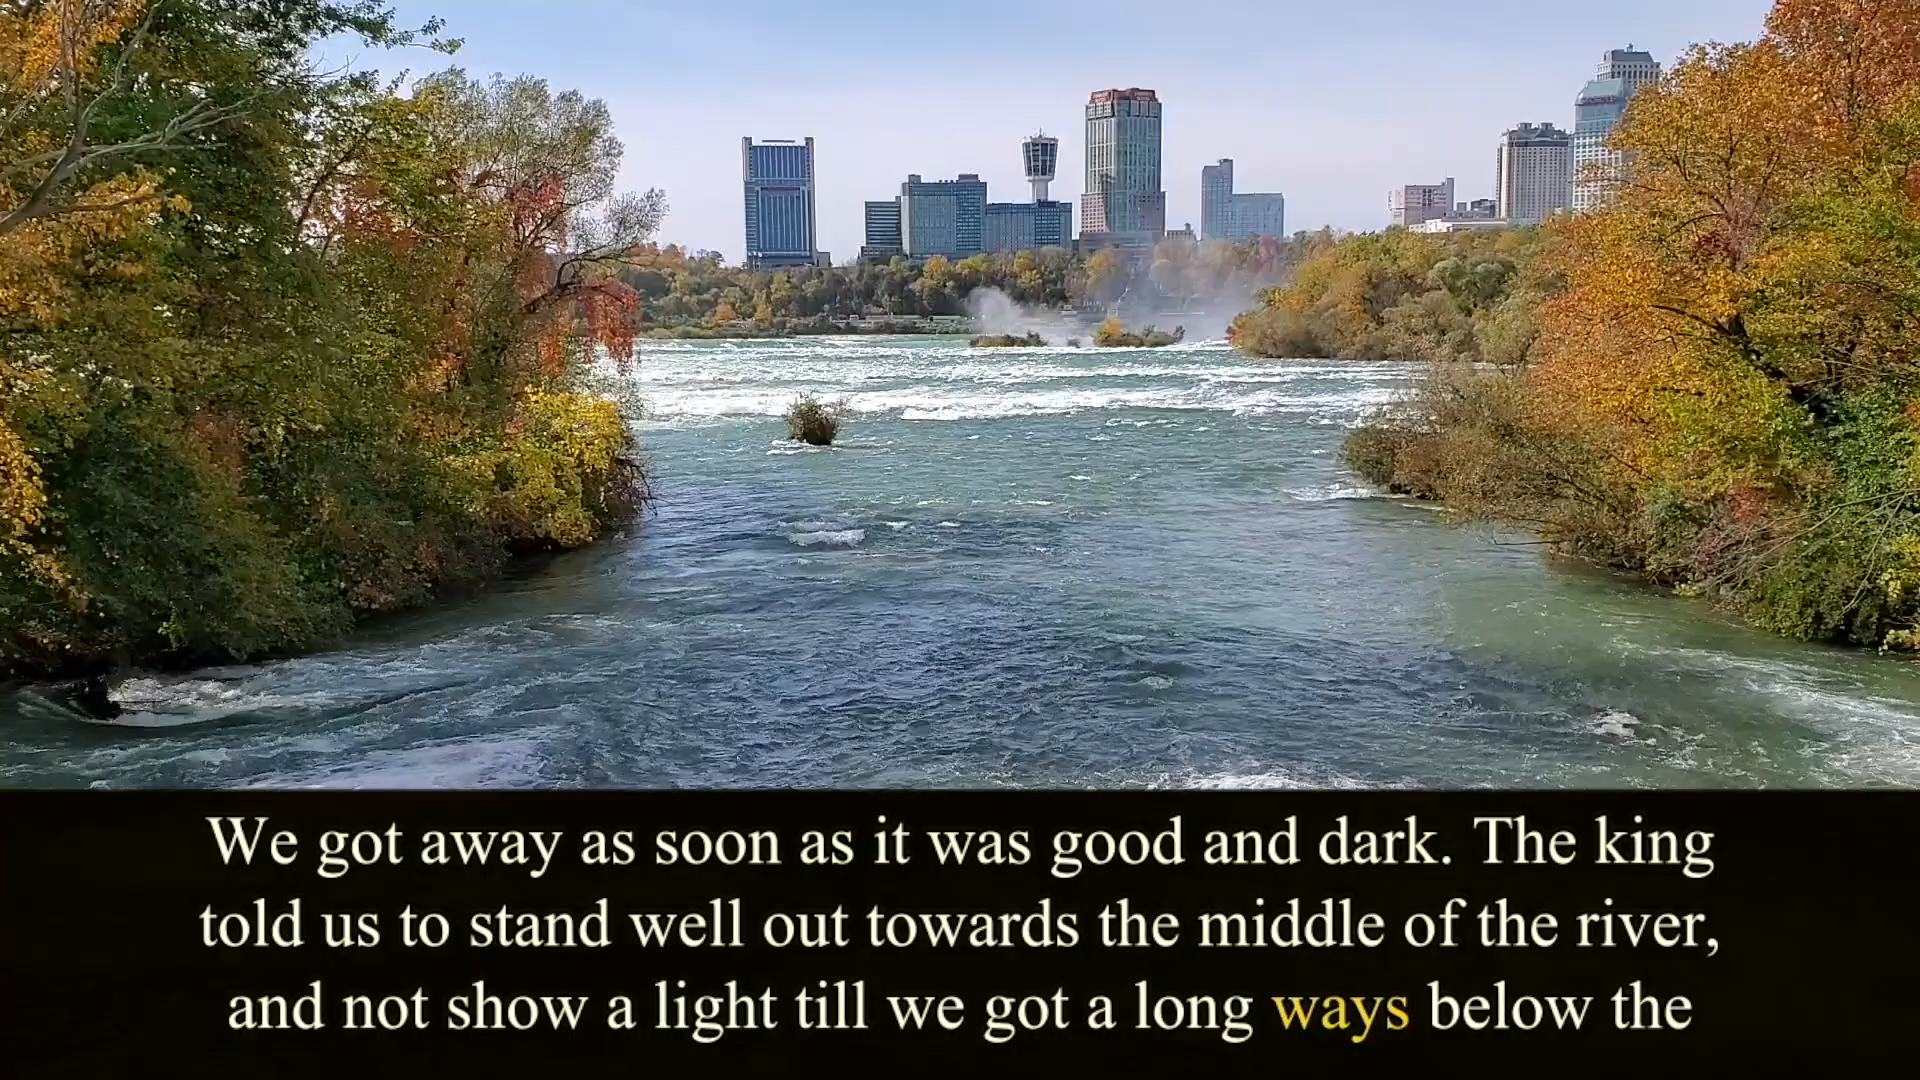 We got away as soon as it was good and dark. The king
told us to stand well out towards the middle of the river,
and not show a light till we got a long ways below the